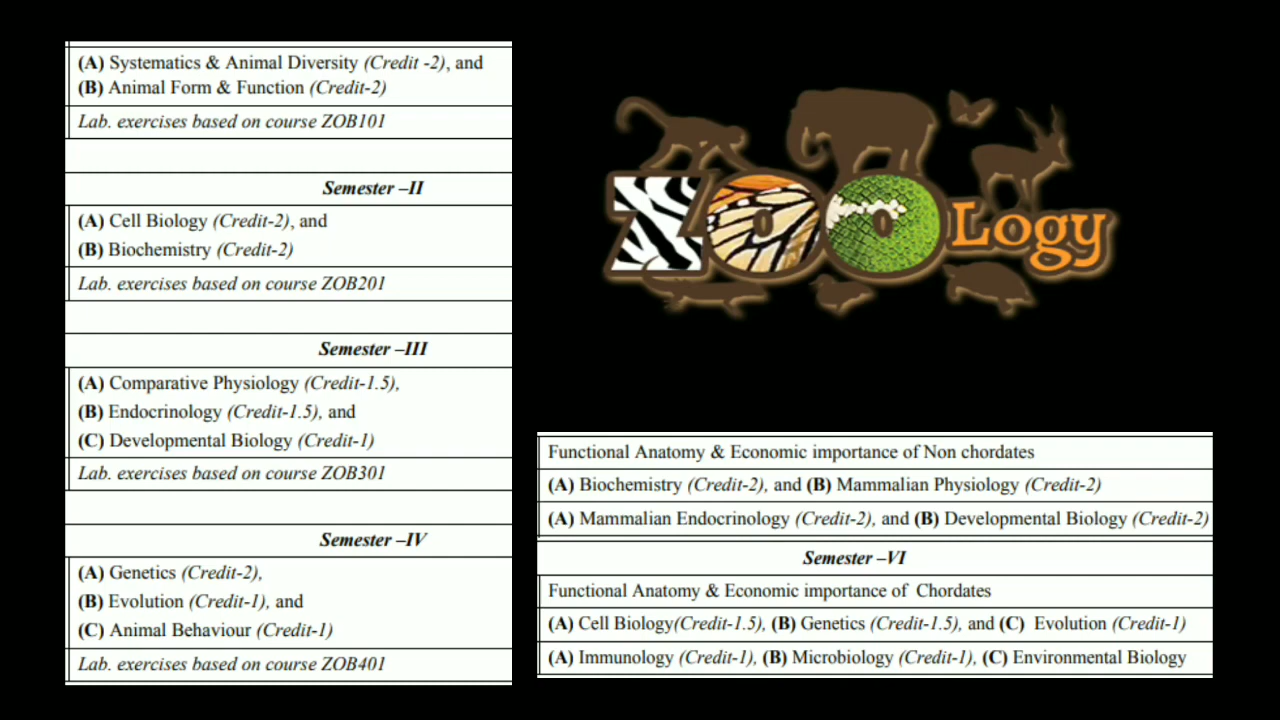 (A) Systematics & Animal Diversity (Credit -2), and
(B) Animal Form & Function (Credit-2)
Lab. exercises based on course ZOB101
Semester –II
(A) Cell Biology (Credit-2), and
(B) Biochemistry (Credit-2)
Lab. exercises based on course ZOB201
Semester –III
(A) Comparative Physiology (Credit-1.5),
(B) Endocrinology (Credit-1.5), and
(C) Developmental Biology (Credit-1)
Lab. exercises based on course ZOB301
Semester –IV
(A) Genetics (Credit-2),
(B) Evolution (Credit-1), and
(C) Animal Behaviour (Credit-1)
Lab. exercises based on course ZOB401
ZOOLogy
Functional Anatomy & Economic importance of Non chordates
(A) Biochemistry (Credit-2), and (B) Mammalian Physiology (Credit-2)
(A) Mammalian Endocrinology (Credit-2), and (B) Developmental Biology (Credit-2)
Semester –VI
Functional Anatomy & Economic importance of Chordates
(A) Cell Biology(Credit-1.5), (B) Genetics (Credit-1.5), and (C) Evolution (Credit-1)
(A) Immunology (Credit-1), (B) Microbiology (Credit-1), (C) Environmental Biology